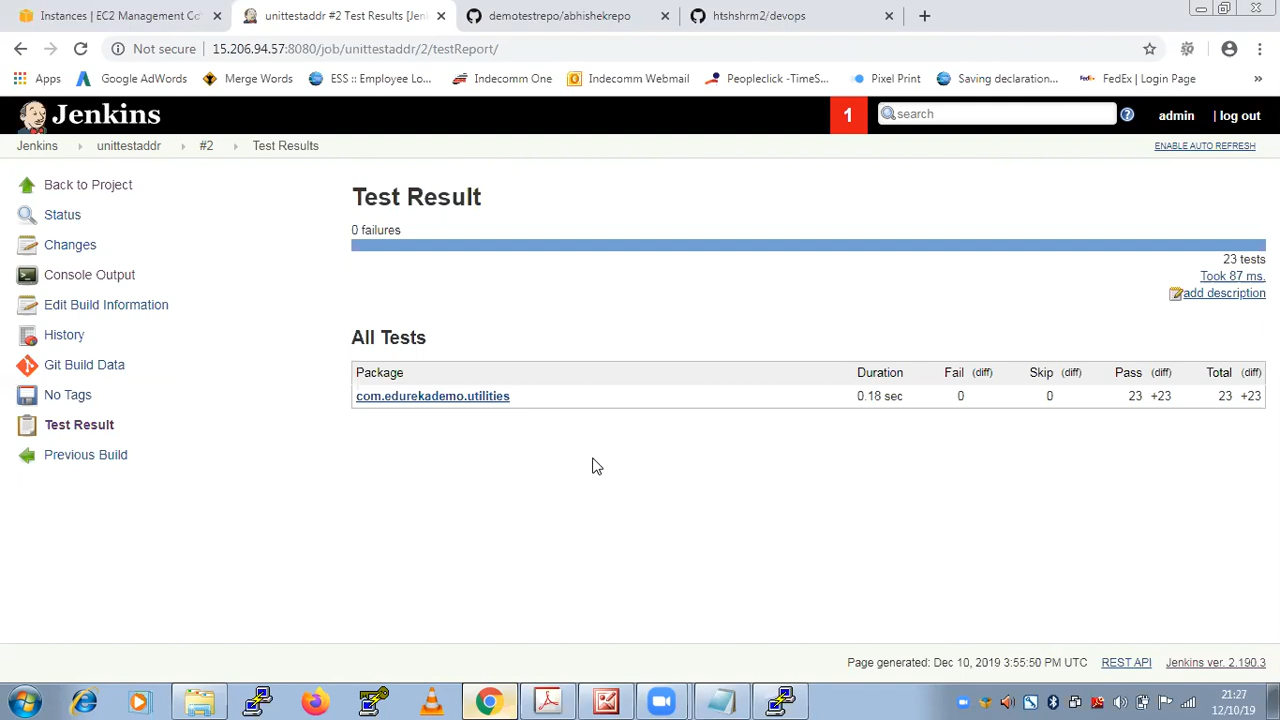 Instances | EC2 Management Co
unittestaddr #2 Test Results [Jen
demotestrepo/abhishekrepo
htshshrm2/devops
Not secure
15.206.94.57:8080/job/unittestaddr/2/testReport/
Apps
Google AdWords
Merge Words
ESS :: Employee Lo...
Indecomm One
Indecomm Webmail
Peopleclick -TimeS...
Pixel Print
Saving declaration...
FedEx | Login Page
»
Jenkins
1
search
admin
| log out
Jenkins
unittestaddr
#2
Test Results
ENABLE AUTO REFRESH
Back to Project
Status
Changes
Console Output
Edit Build Information
History
Git Build Data
No Tags
Test Result
Previous Build
Test Result
0 failures
23 tests
Took 87 ms.
add description
All Tests
Package Duration Fail (diff) Skip (diff) Pass (diff) Total (diff)
com.edurekademo.utilities 0.18 sec 0 0 23 +23 23 +23
Page generated: Dec 10, 2019 3:55:50 PM UTC
REST API
Jenkins ver. 2.190.3
21:27
12/10/19